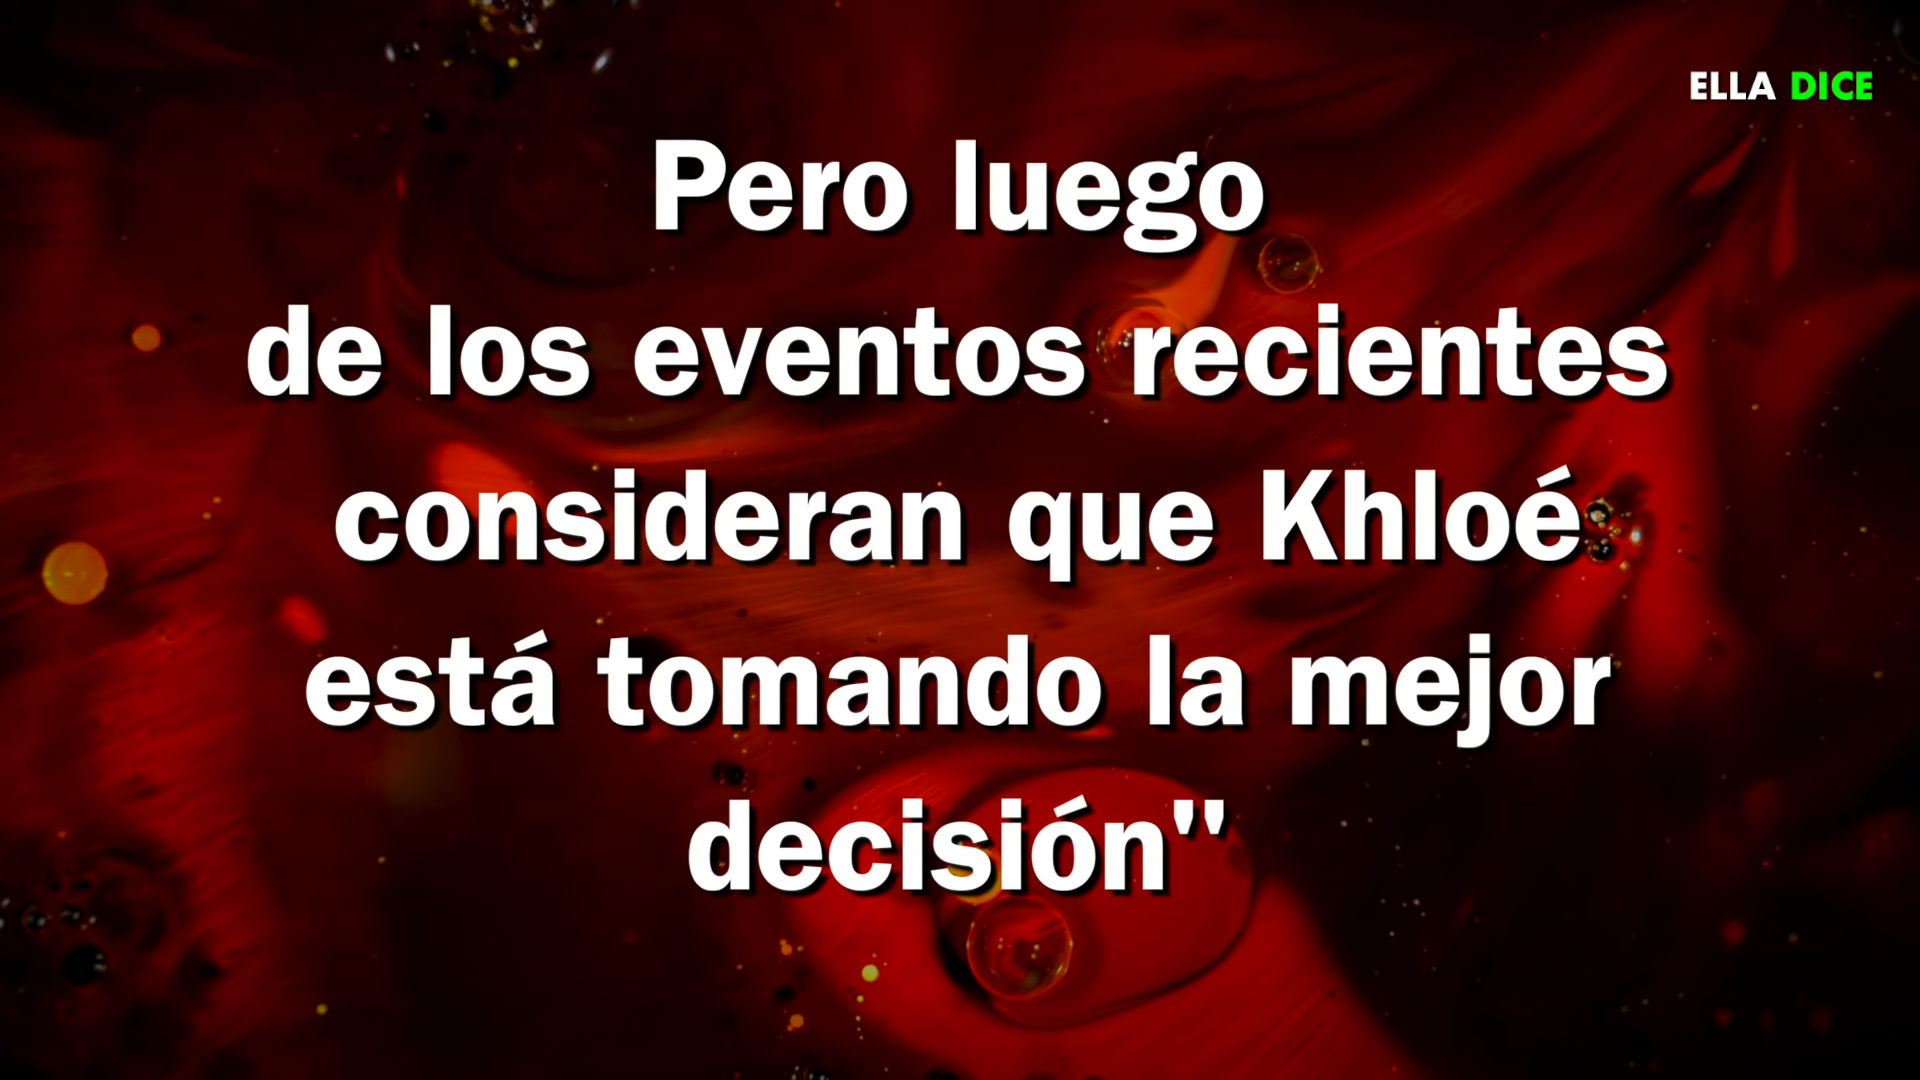 ELLA DICE
Pero luego
de los eventos recientes
consideran que Khloé
está tomando la mejor
decisión"